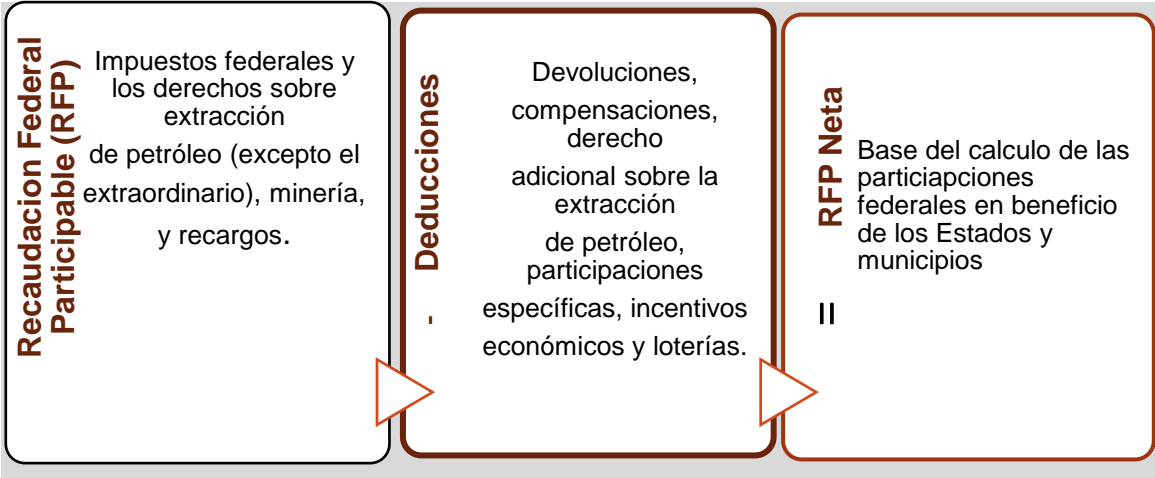 Recaudacion Federal
Participable (RFP)
Impuestos federales y
los derechos sobre
extracción
de petróleo (excepto el
extraordinario), minería,
y recargos.
- Deducciones
Devoluciones,
compensaciones,
derecho
adicional sobre la
extracción
de petróleo,
participaciones
específicas, incentivos
económicos y loterías.
= RFP Neta
Base del calculo de las
particiapciones
federales en beneficio
de los Estados y
municipios